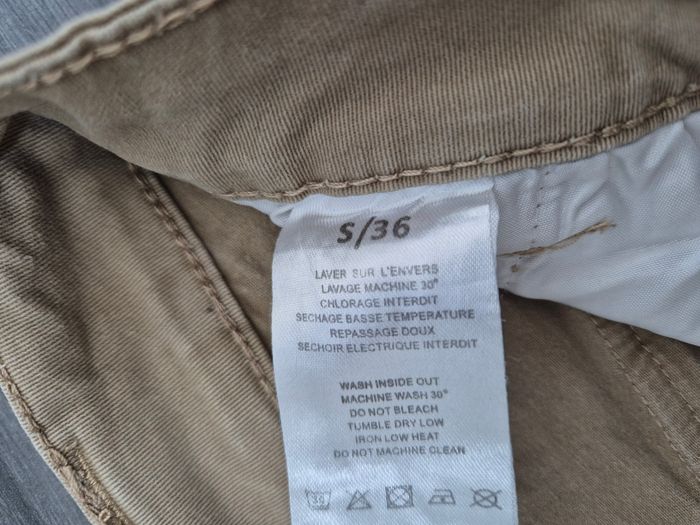 S/36
LAVER SUR L'ENVERS
LAVAGE MACHINE 30°
CHLORAGE INTERDIT
SECHAGE BASSE TEMPERATURE
REPASSAGE DOUX
SECHOIR ELECTRIQUE INTERDIT
WASH INSIDE OUT
MACHINE WASH 30°
DO NOT BLEACH
TUMBLE DRY LOW
IRON LOW HEAT
DO NOT MACHINE CLEAN
30